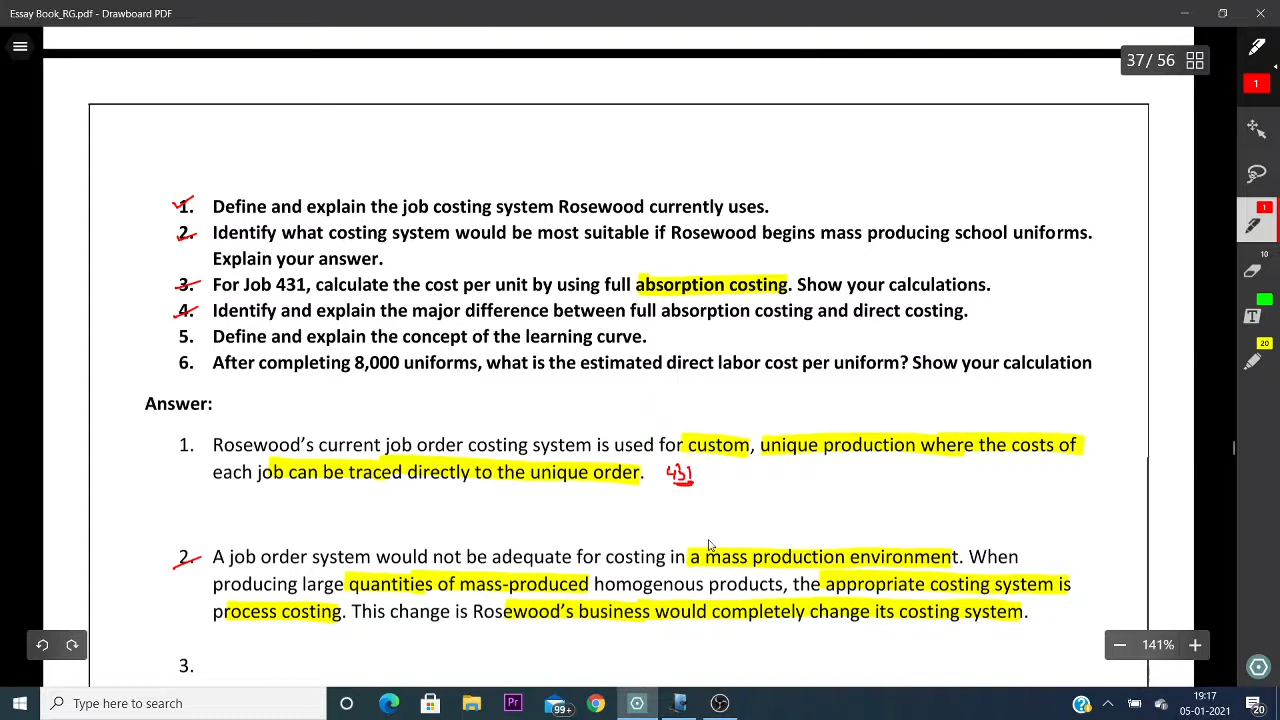 Essay Book_RG.pdf - Drawboard PDF
37/ 56
1
1. Define and explain the job costing system Rosewood currently uses.
2. Identify what costing system would be most suitable if Rosewood begins mass producing school uniforms.
Explain your answer.
3. For Job 431, calculate the cost per unit by using full absorption costing. Show your calculations.
4. Identify and explain the major difference between full absorption costing and direct costing.
5. Define and explain the concept of the learning curve.
6. After completing 8,000 uniforms, what is the estimated direct labor cost per uniform? Show your calculation
1
10
T
20
Answer:
1. Rosewood’s current job order costing system is used for custom, unique production where the costs of
each job can be traced directly to the unique order. 431
2. A job order system would not be adequate for costing in a mass production environment. When
producing large quantities of mass-produced homogenous products, the appropriate costing system is
process costing. This change is Rosewood’s business would completely change its costing system.
3.
141%
Type here to search
Pr
99+
ENG
19:17
05-01-2021
20